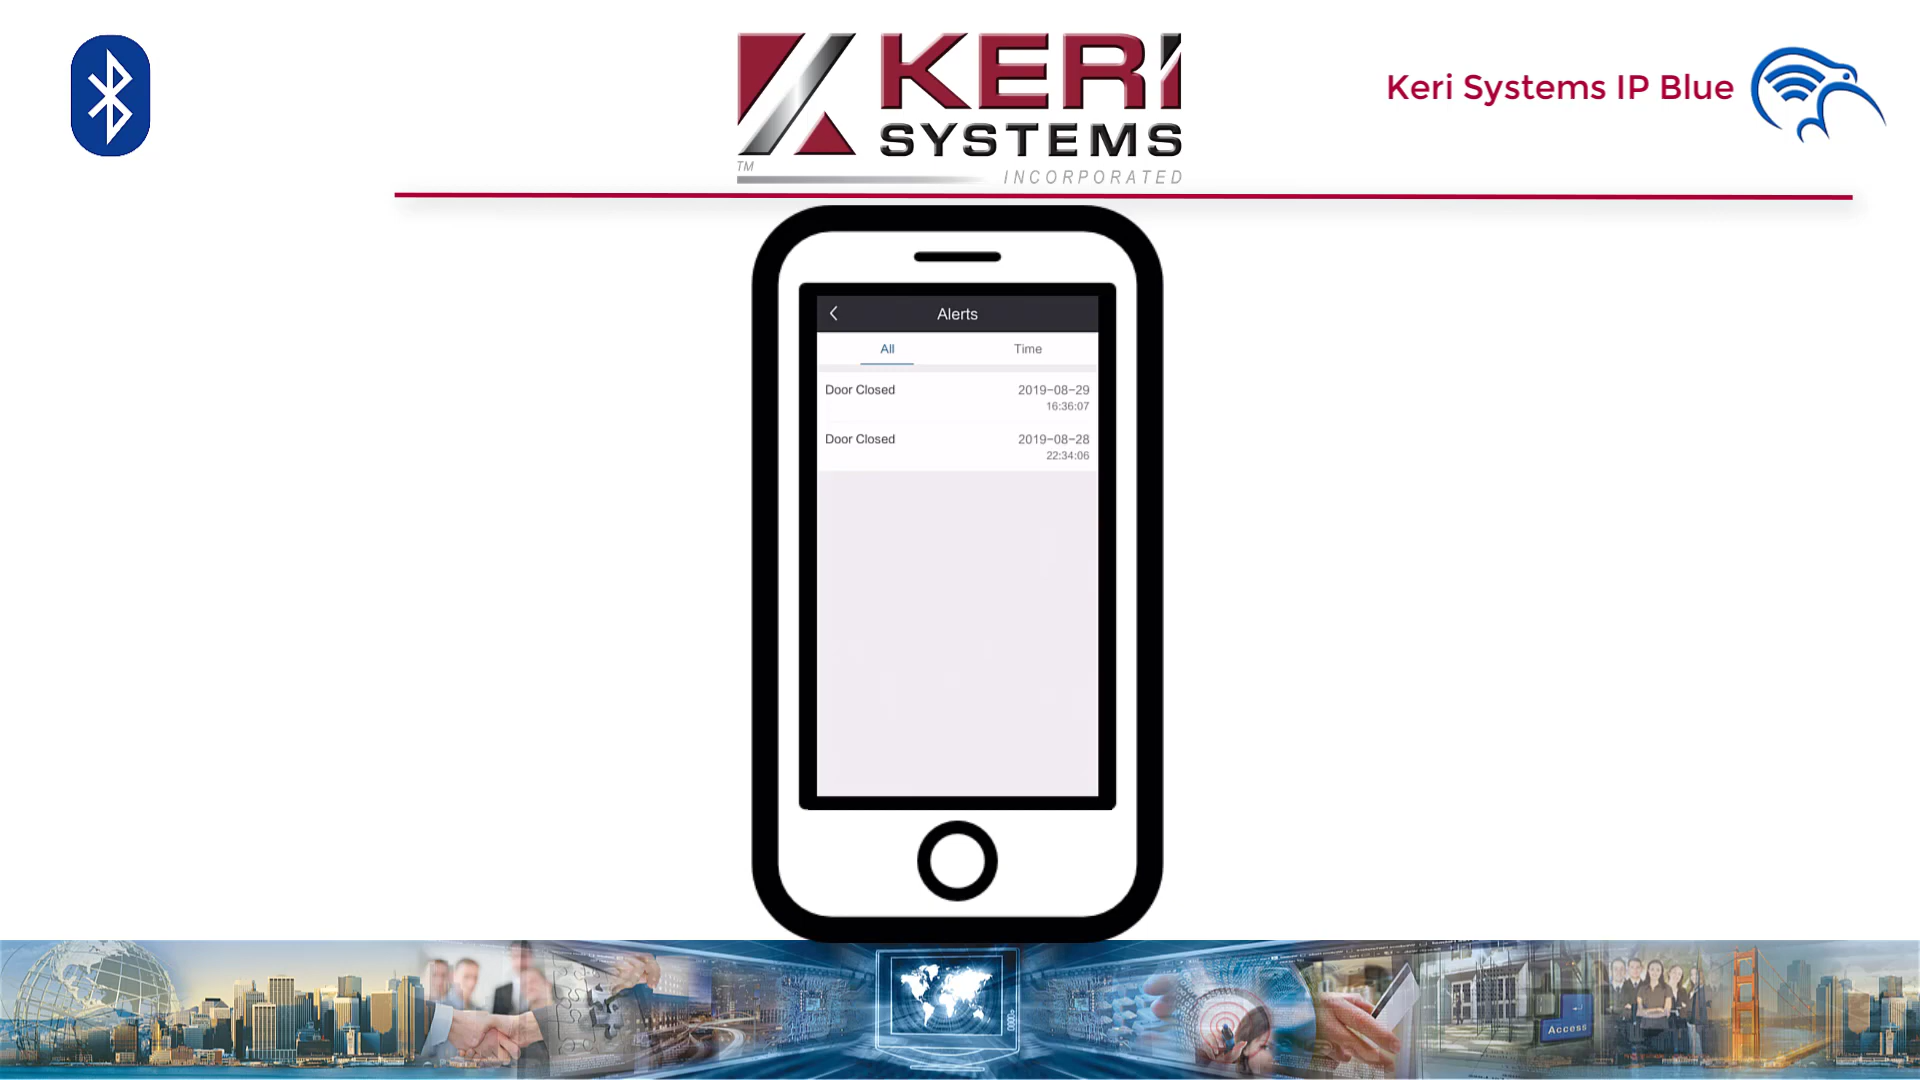 KERI
SYSTEMS
TM
INCORPORATED
Keri Systems IP Blue
Alerts
All
Time
Door Closed
2019-08-29
16:36:07
Door Closed
2019-08-28
22:34:06
Access